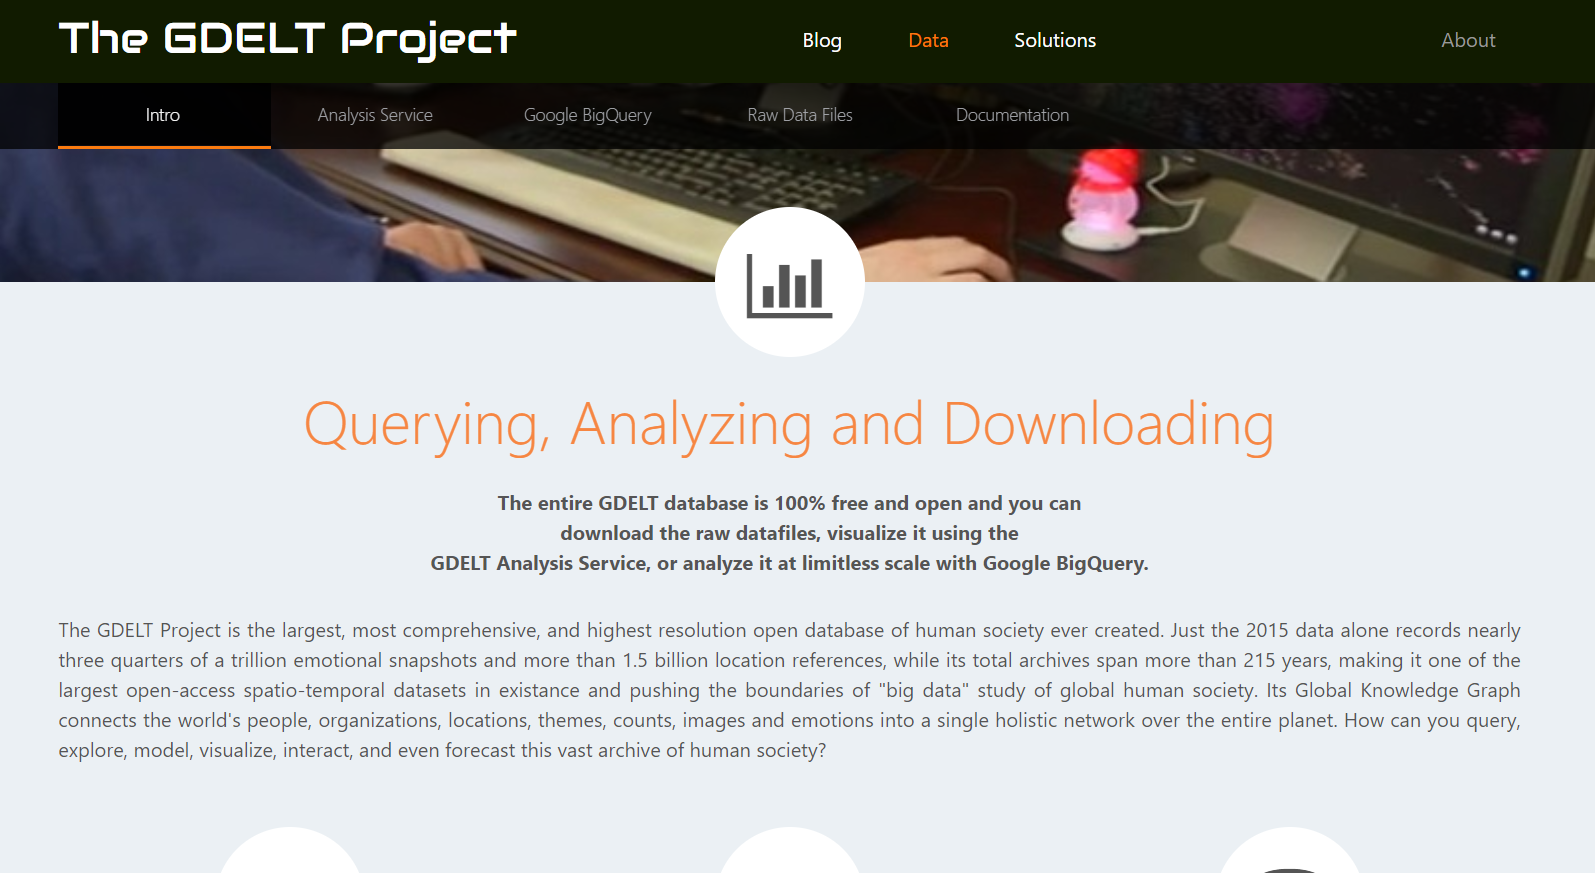 The GDELT Project
Blog
Data
Solutions
About
Intro
Analysis Service
Google BigQuery
Raw Data Files
Documentation
Querying, Analyzing and Downloading
The entire GDELT database is 100% free and open and you can
download the raw datafiles, visualize it using the
GDELT Analysis Service, or analyze it at limitless scale with Google BigQuery.
The GDELT Project is the largest, most comprehensive, and highest resolution open database of human society ever created. Just the 2015 data alone records nearly
three quarters of a trillion emotional snapshots and more than 1.5 billion location references, while its total archives span more than 215 years, making it one of the
largest open-access spatio-temporal datasets in existance and pushing the boundaries of "big data" study of global human society. Its Global Knowledge Graph
connects the world's people, organizations, locations, themes, counts, images and emotions into a single holistic network over the entire planet. How can you query,
explore, model, visualize, interact, and even forecast this vast archive of human society?